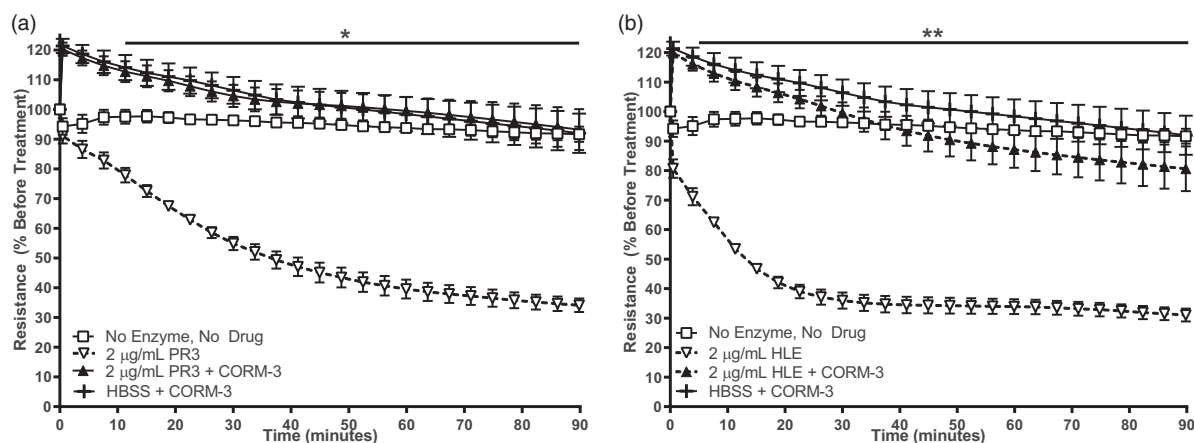 (a)
*
Resistance (% Before Treatment)
120
110
100
90
80
70
60
50
40
30
20
10
0
No Enzyme, No Drug
2 μg/mL PR3
2 μg/mL PR3 + CORM-3
HBSS + CORM-3
0 10 20 30 40 50 60 70 80 90
Time (minutes)
(b)
**
Resistance (% Before Treatment)
120
110
100
90
80
70
60
50
40
30
20
10
0
No Enzyme, No Drug
2 μg/mL HLE
2 μg/mL HLE + CORM-3
HBSS + CORM-3
0 10 20 30 40 50 60 70 80 90
Time (minutes)